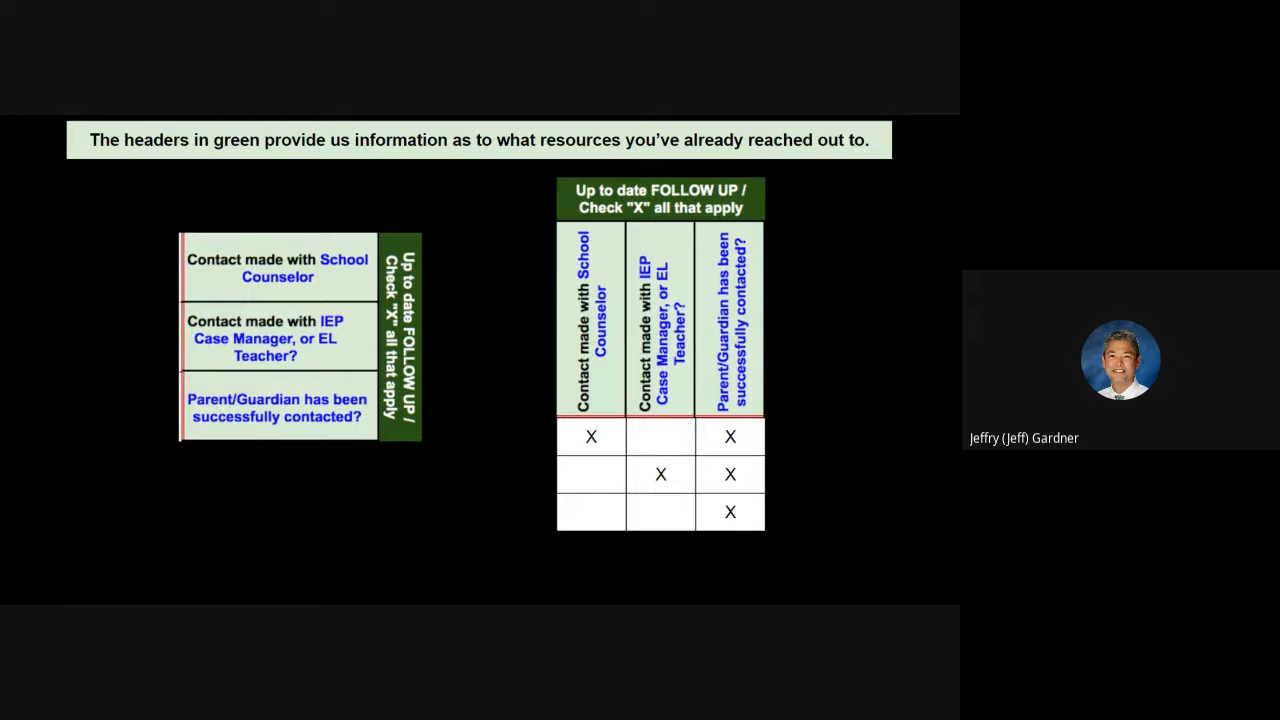 The headers in green provide us information as to what resources you've already reached out to.
Contact made with School
Counselor
Contact made with IEP
Case Manager, or EL
Teacher?
Parent/Guardian has been
successfully contacted?
Up to date FOLLOW UP /
Check "X" all that apply
Up to date FOLLOW UP /
Check "X" all that apply
Contact made with School
Counselor
Contact made with IEP
Case Manager, or EL
Teacher?
Parent/Guardian has been
successfully contacted?
X X
X X
X
Jeffry (Jeff) Gardner